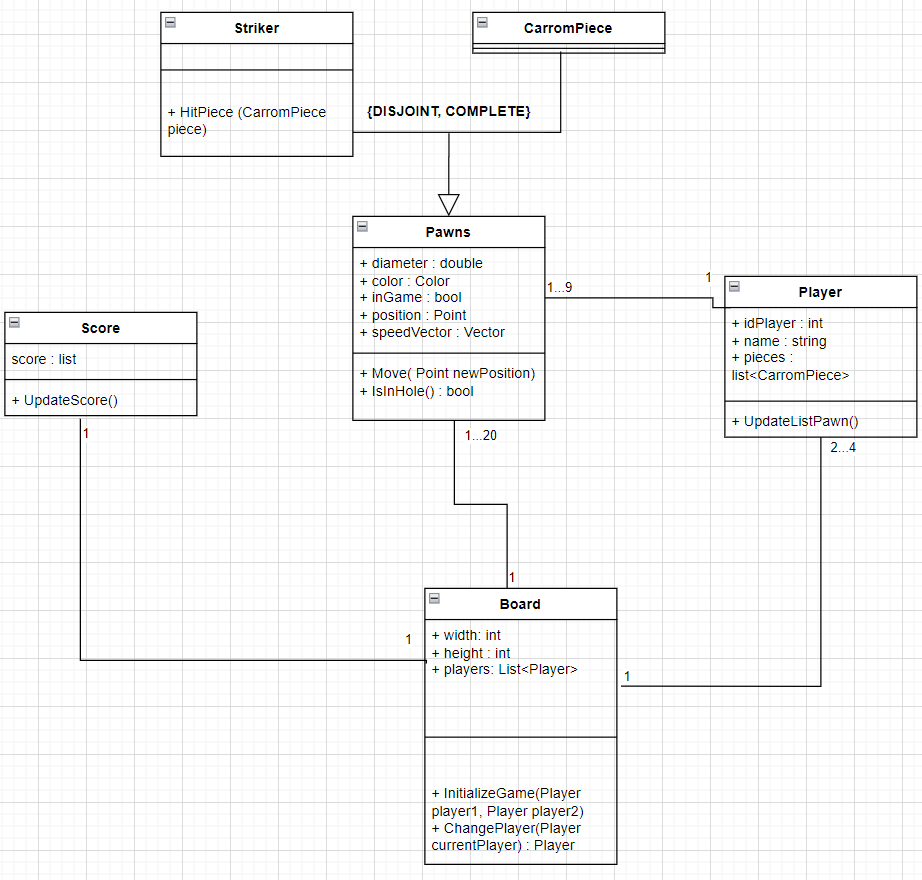 Striker
+ HitPiece (CarromPiece
piece)
CarromPiece
{DISJOINT, COMPLETE}
Pawns
+ diameter : double
+ color : Color
+ inGame : bool
+ position : Point
+ speedVector : Vector
+ Move( Point newPosition)
+ IsInHole() : bool
1...9
1
Player
+ idPlayer : int
+ name : string
+ pieces :
list<CarromPiece>
+ UpdateListPawn()
2...4
Score
score : list
+ UpdateScore()
1
1...20
1
Board
+ width: int
+ height : int
+ players: List<Player>
+ InitializeGame(Player
player1, Player player2)
+ ChangePlayer(Player
currentPlayer) : Player
1
1